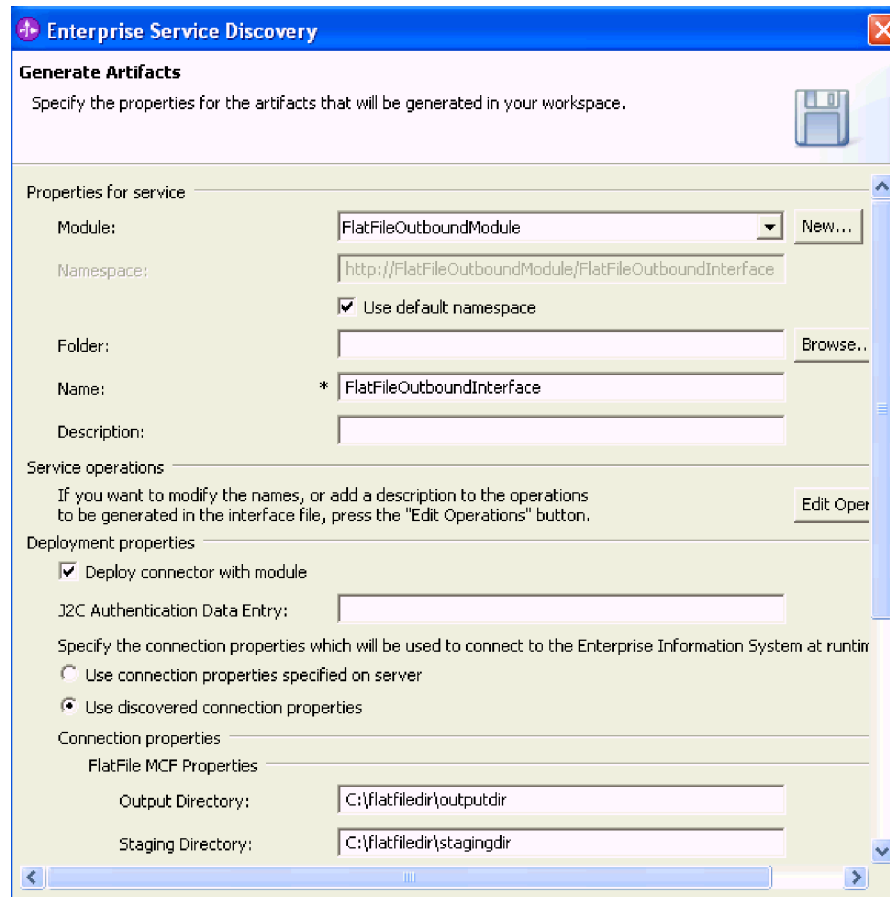 Enterprise Service Discovery
Generate Artifacts
Specify the properties for the artifacts that will be generated in your workspace.
Properties for service
Module: FlatFileOutboundModule New...
Namespace: http://FlatFileOutboundModule/FlatFileOutboundInterface
Use default namespace
Folder: Browse..
Name: * FlatFileOutboundInterface
Description:
Service operations
If you want to modify the names, or add a description to the operations
to be generated in the interface file, press the "Edit Operations" button. Edit Oper
Deployment properties
Deploy connector with module
J2C Authentication Data Entry:
Specify the connection properties which will be used to connect to the Enterprise Information System at runtim
Use connection properties specified on server
Use discovered connection properties
Connection properties
FlatFile MCF Properties
Output Directory: C:\flatfiledir\outputdir
Staging Directory: C:\flatfiledir\stagingdir